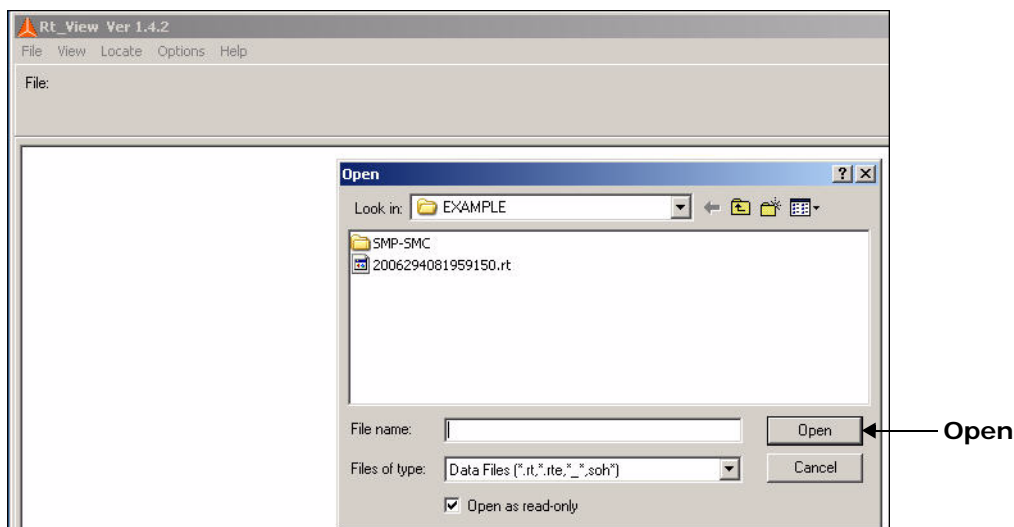 Rt_View Ver 1.4.2
File View Locate Options Help
File:
Open
Look in: EXAMPLE
SMP-SMC
2006294081959150.rt
File name: Open
Open
Files of type: Data Files (*.rt,*.rte,*_*,soh*) Cancel
Open as read-only